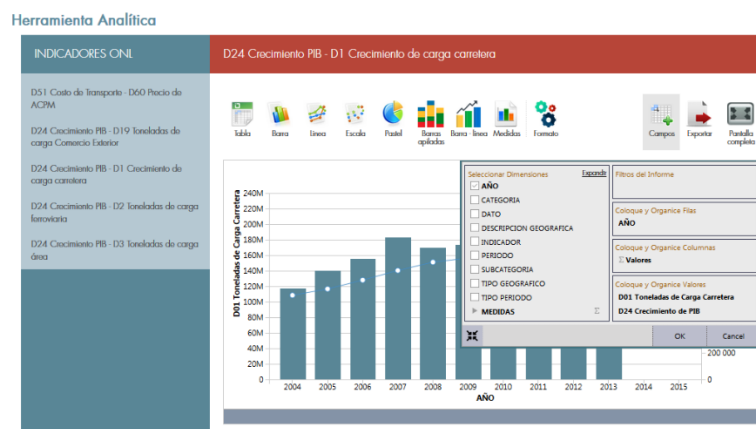 Herramienta Analítica
INDICADORES ONL
D24 Crecimiento PIB - D1 Crecimiento de carga carretera
D51 Costo de Transporte - D60 Precio de
ACPM
D24 Crecimiento PIB - D19 Toneladas de
carga Comercio Exterior
D24 Crecimiento PIB - D1 Crecimiento de
carga carretera
D24 Crecimiento PIB - D2 Toneladas de carga
ferroviaria
D24 Crecimiento PIB - D3 Toneladas de carga
área
Tabla
Barra
Linea
Escala
Pastel
Barras
apiladas
Barra - linea
Medidas
Formato
Campos
Exportar
Pantalla
completa
D01 Toneladas de Carga Carretera
240M
220M
200M
180M
160M
140M
120M
100M
80M
60M
40M
20M
0
2004 2005 2006 2007 2008 2009 2010 2011 2012 2013 2014 2015
AÑO
200 000
0
Seleccionar Dimensiones Expandir
AÑO
CATEGORIA
DATO
DESCRIPCION GEOGRAFICA
INDICADOR
PERIODO
SUBCATEGORIA
TIPO GEOGRAFICO
TIPO PERIODO
MEDIDAS Σ
Filtros del Informe
Coloque y Organice Filas
AÑO
Coloque y Organice Columnas
Σ Valores
Coloque y Organice Valores
D01 Toneladas de Carga Carretera
D24 Crecimiento de PIB
OK Cancel